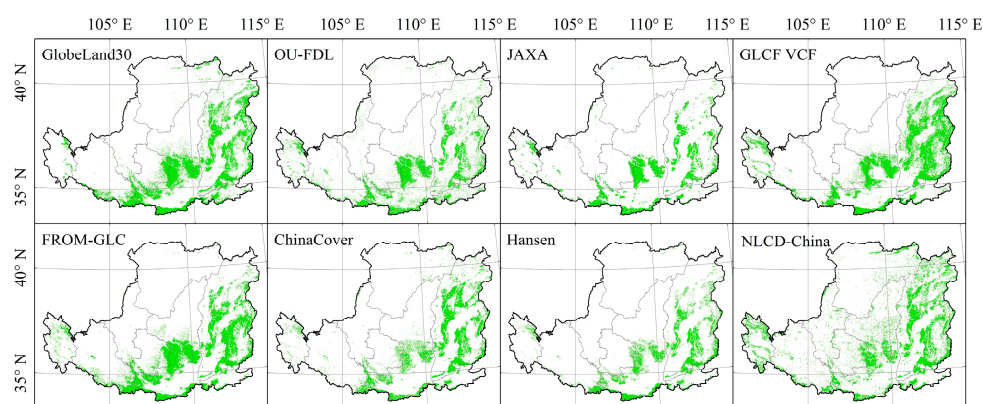 105° E 110° E 115° E 105° E 110° E 115° E 105° E 110° E 115° E 105° E 110° E 115° E
GlobeLand30 OU-FDL JAXA GLCF VCF
40° N
35° N
FROM-GLC ChinaCover Hansen NLCD-China
40° N
35° N